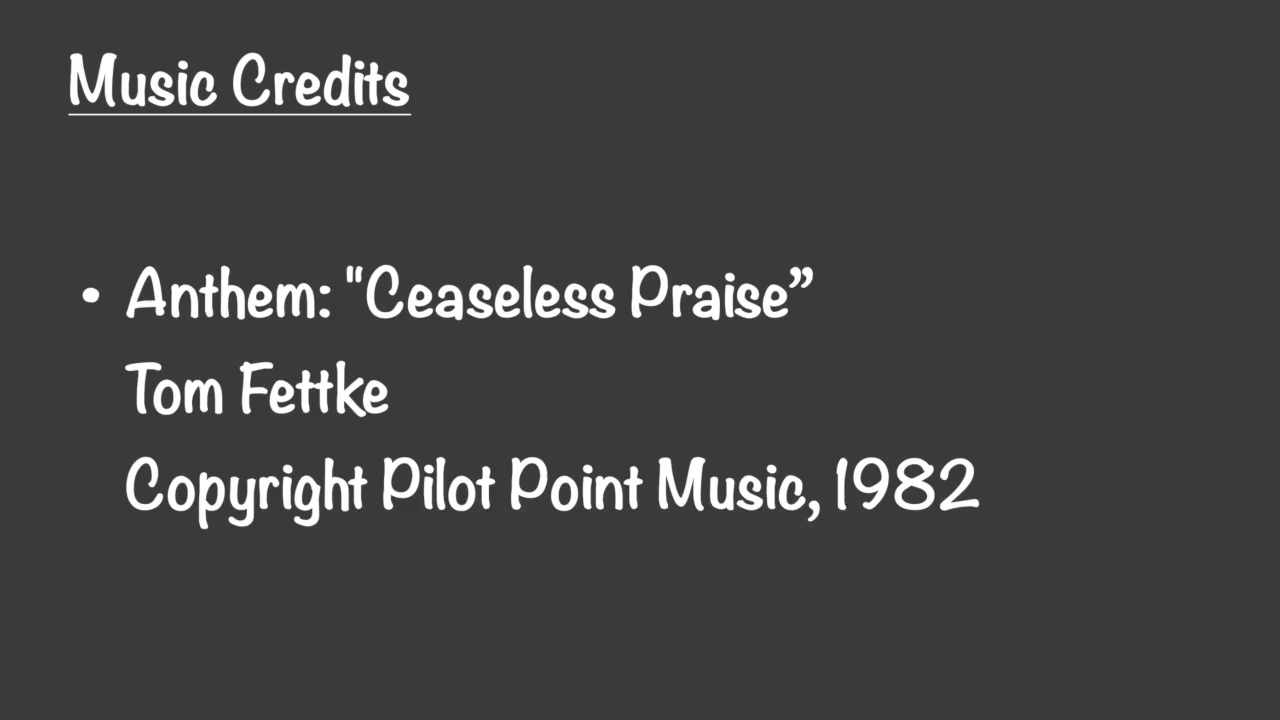 Music Credits
• Anthem: "Ceaseless Praise”
Tom Fettke
Copyright Pilot Point Music, 1982